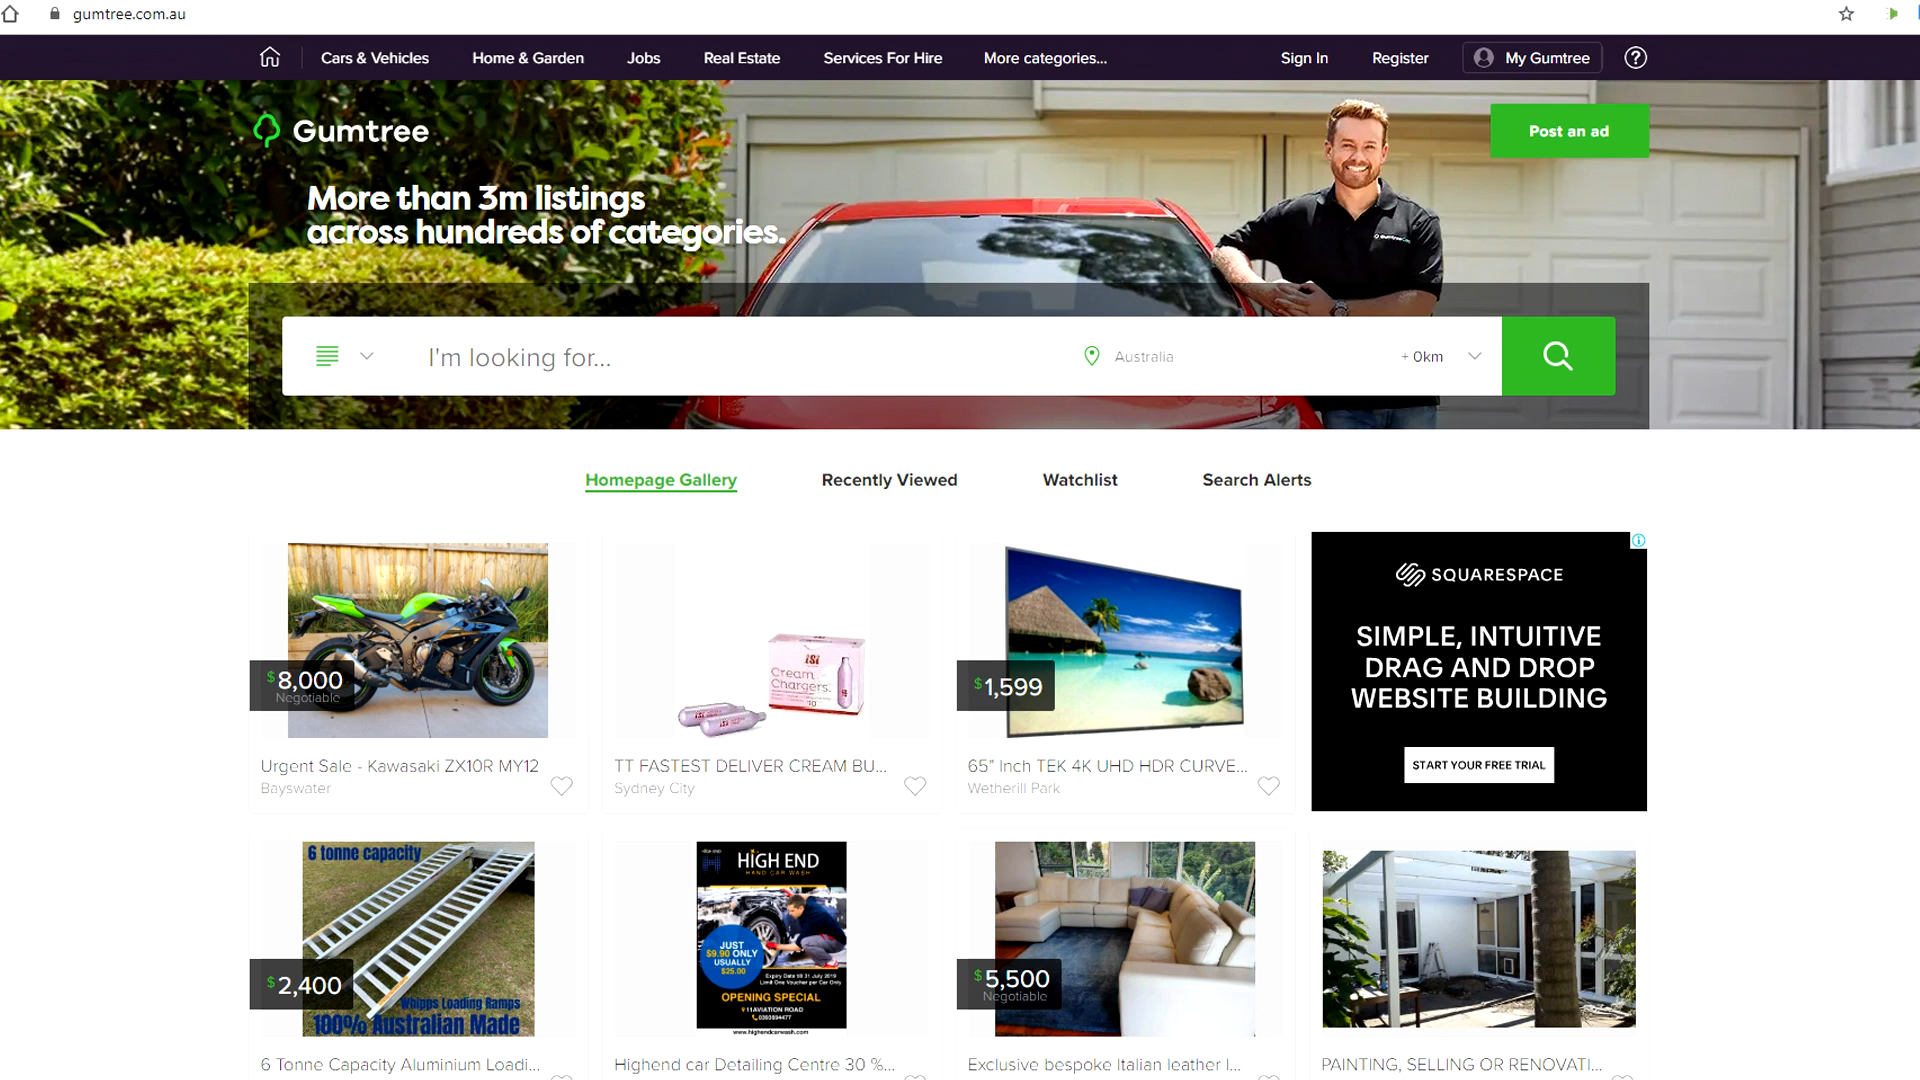 gumtree.com.au
Cars & Vehicles
Home & Garden
Jobs
Real Estate
Services For Hire
More categories...
Sign In
Register
My Gumtree
?
Gumtree
Post an ad
More than 3m listings
across hundreds of categories.
I'm looking for...
Australia
+ 0km
Homepage Gallery
Recently Viewed
Watchlist
Search Alerts
$8,000
Negotiable
Urgent Sale - Kawasaki ZX10R MY12
Bayswater
iSi
Cream
Chargers.
10
TT FASTEST DELIVER CREAM BU...
Sydney City
$1,599
65" Inch TEK 4K UHD HDR CURVE...
Wetherill Park
SQUARESPACE
SIMPLE, INTUITIVE
DRAG AND DROP
WEBSITE BUILDING
START YOUR FREE TRIAL
6 tonne capacity
$2,400
Whipps Loading Ramps
100% Australian Made
6 Tonne Capacity Aluminium Loadi...
HIGH END
HAND CAR WASH
JUST
$9.90 ONLY
USUALLY
$25.00
Expiry Date till 31 July 2019
Limit One Voucher per Car Only
OPENING SPECIAL
11AVIATION ROAD
0393694477
www.highendcarwash.com
Highend car Detailing Centre 30 %...
$5,500
Negotiable
Exclusive bespoke Italian leather l...
PAINTING, SELLING OR RENOVATI...